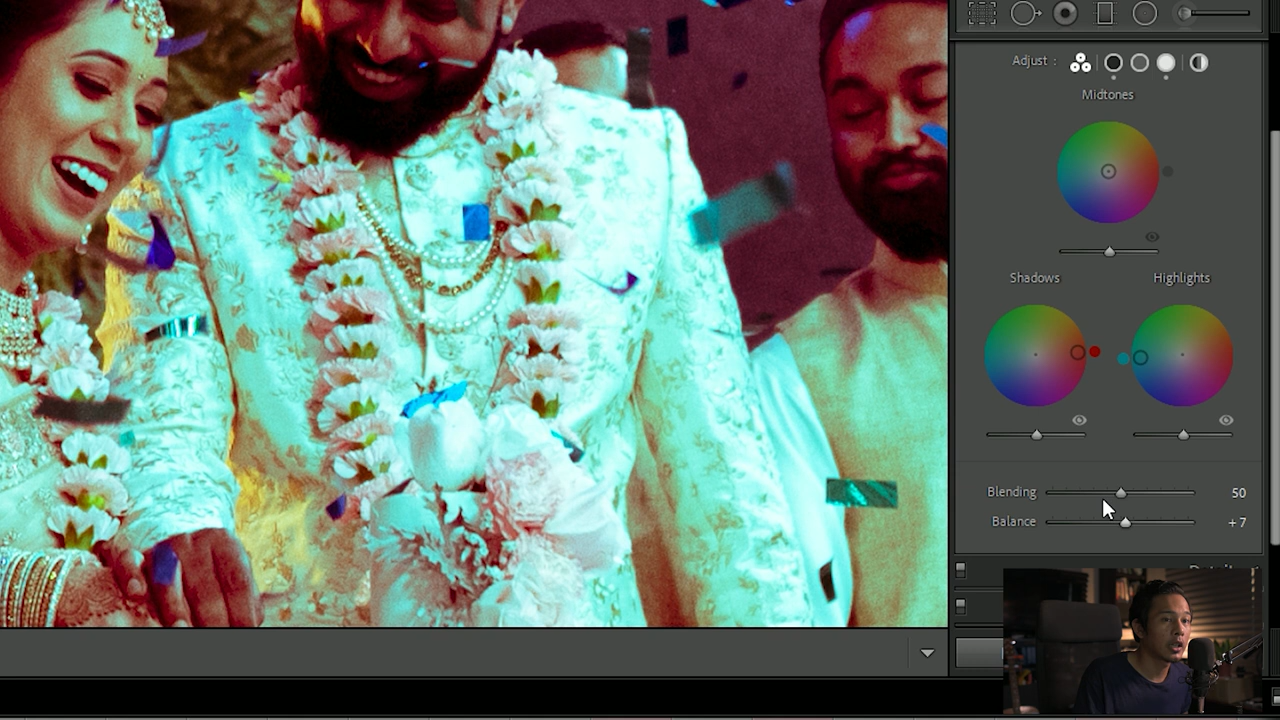 Adjust :
Midtones
Shadows
Highlights
Blending 50
Balance + 7